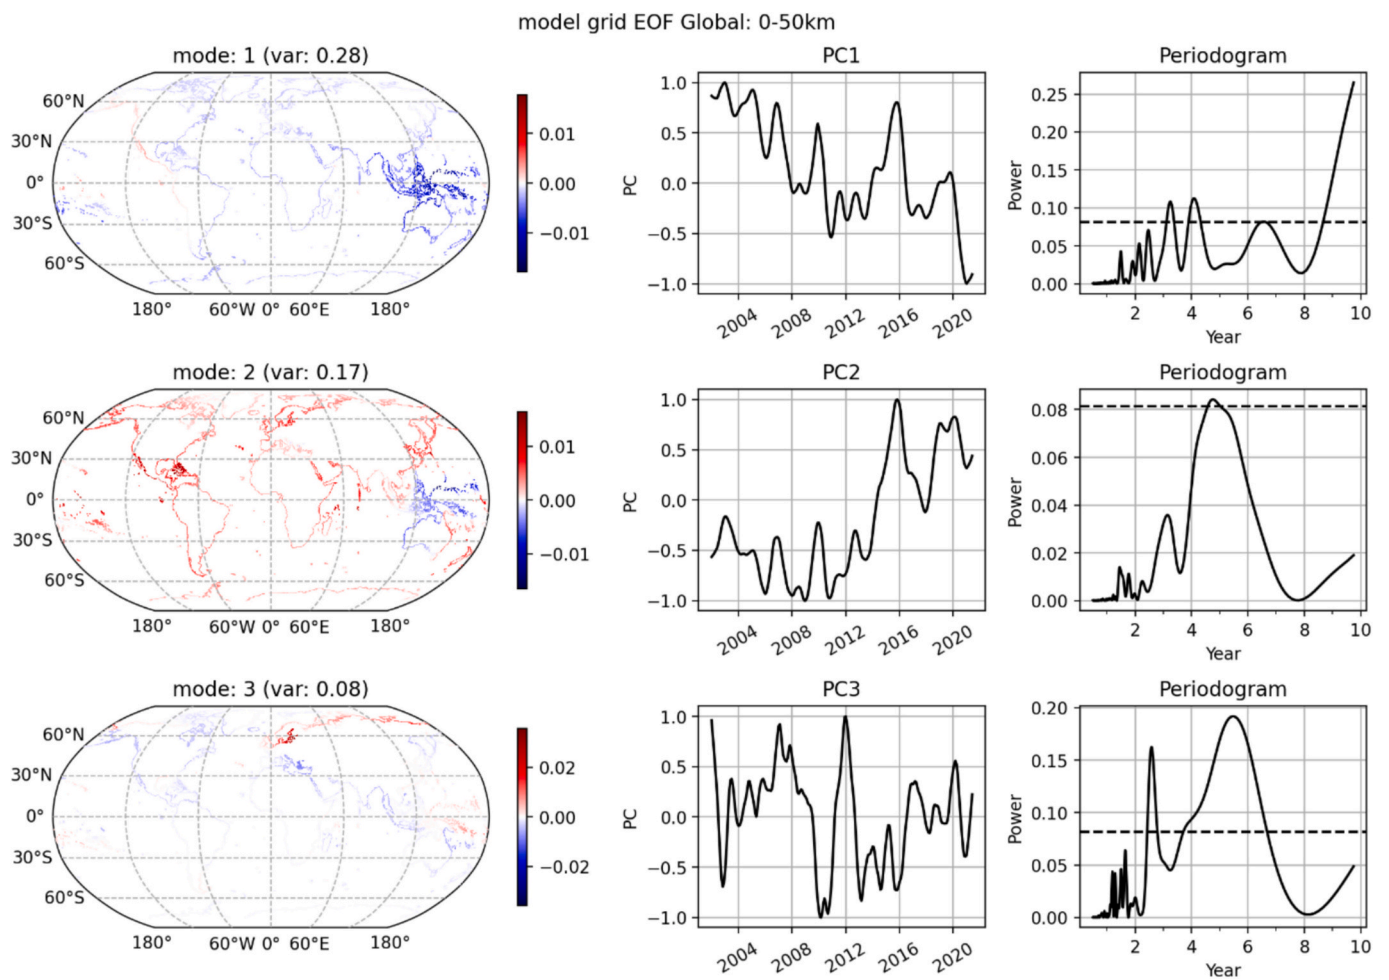 model grid EOF Global: 0-50km
mode: 1 (var: 0.28)
60°N
30°N
0°
30°S
60°S
180°
60°W 0° 60°E
180°
0.01
0.00
−0.01
PC1
PC
1.0
0.5
0.0
−0.5
−1.0
2004
2008
2012
2016
2020
Periodogram
Power
0.25
0.20
0.15
0.10
0.05
0.00
2
4
6
8
10
Year
mode: 2 (var: 0.17)
60°N
30°N
0°
30°S
60°S
180°
60°W 0° 60°E
180°
0.01
0.00
−0.01
PC2
PC
1.0
0.5
0.0
−0.5
−1.0
2004
2008
2012
2016
2020
Periodogram
Power
0.08
0.06
0.04
0.02
0.00
2
4
6
8
10
Year
mode: 3 (var: 0.08)
60°N
30°N
0°
30°S
60°S
180°
60°W 0° 60°E
180°
0.02
0.00
−0.02
PC3
PC
1.0
0.5
0.0
−0.5
−1.0
2004
2008
2012
2016
2020
Periodogram
Power
0.20
0.15
0.10
0.05
0.00
2
4
6
8
10
Year